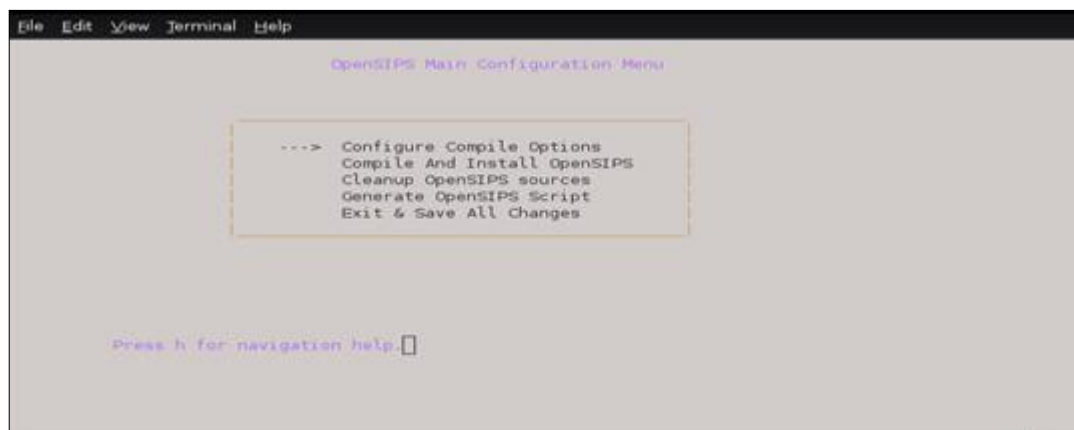 File Edit View Terminal Help
OpenSIPS Main Configuration Menu
---> Configure Compile Options
Compile And Install OpenSIPS
Cleanup OpenSIPS sources
Generate OpenSIPS Script
Exit & Save All Changes
Press h for navigation help.